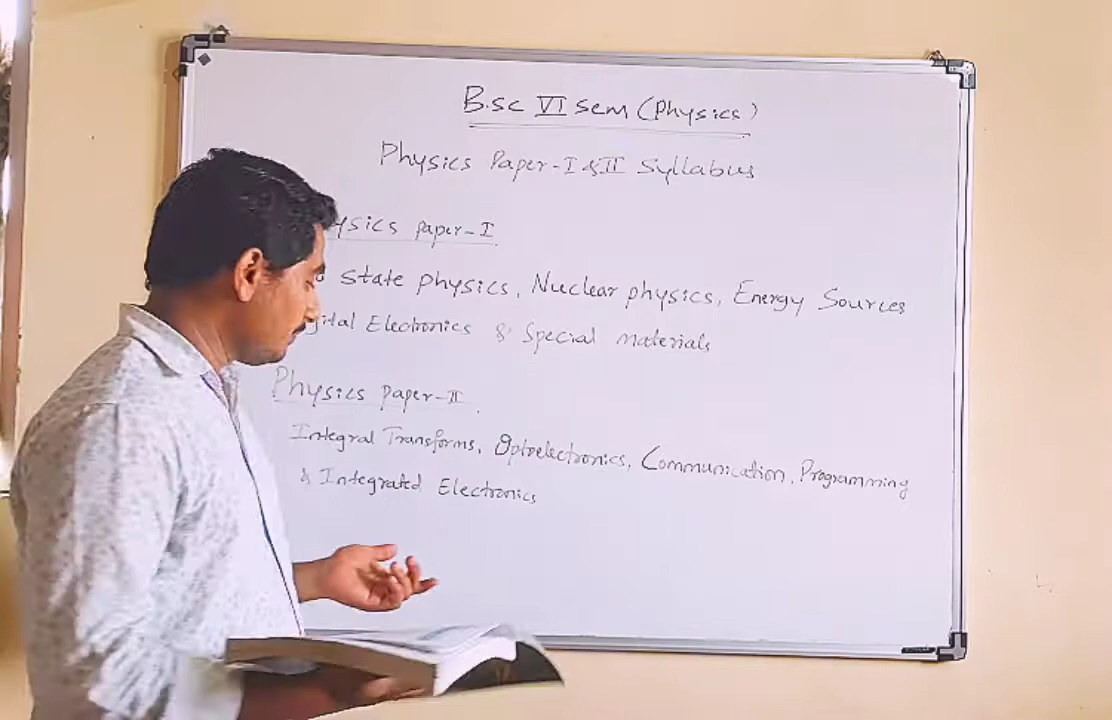 B.sc VI sem (Physics)
Physics Paper-I & II Syllabus
ysics paper-I
state physics, Nuclear physics, Energy Sources
gital Electronics & Special materials
Physics paper-II
Integral Transforms, Optoelectronics, Communication, Programming
& Integrated Electronics